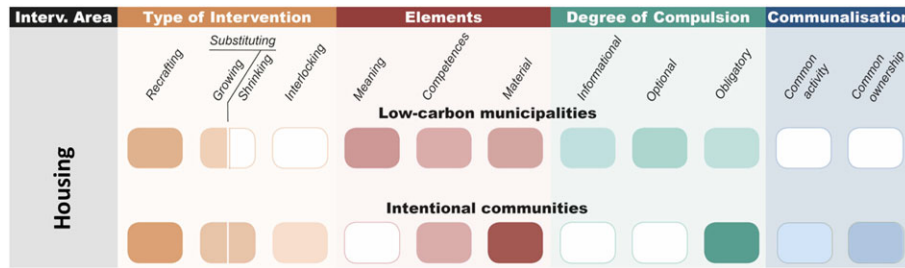 Interv. Area Type of Intervention Elements Degree of Compulsion Communalisation
Substituting
Recrafting Growing Shrinking Interlocking Meaning Competences Material Informational Optional Obligatory Common activity Common ownership
Low-carbon municipalities
Housing
Intentional communities